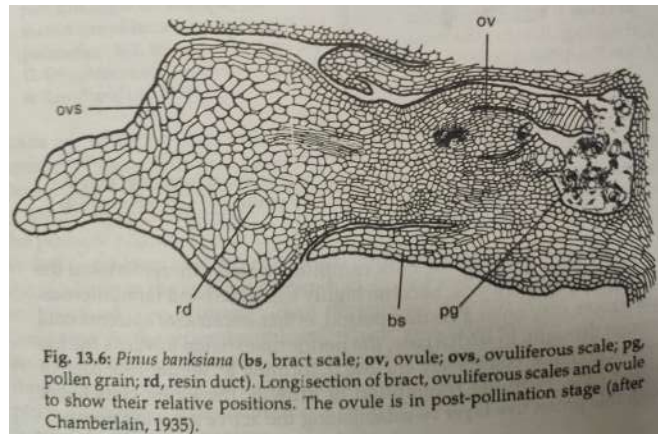 ov
ovs
rd
bs
pg
Fig. 13.6: Pinus banksiana (bs, bract scale; ov, ovule; ovs, ovuliferous scale; pg,
pollen grain; rd, resin duct). Longisection of bract, ovuliferous scales and ovule
to show their relative positions. The ovule is in post-pollination stage (after
Chamberlain, 1935).